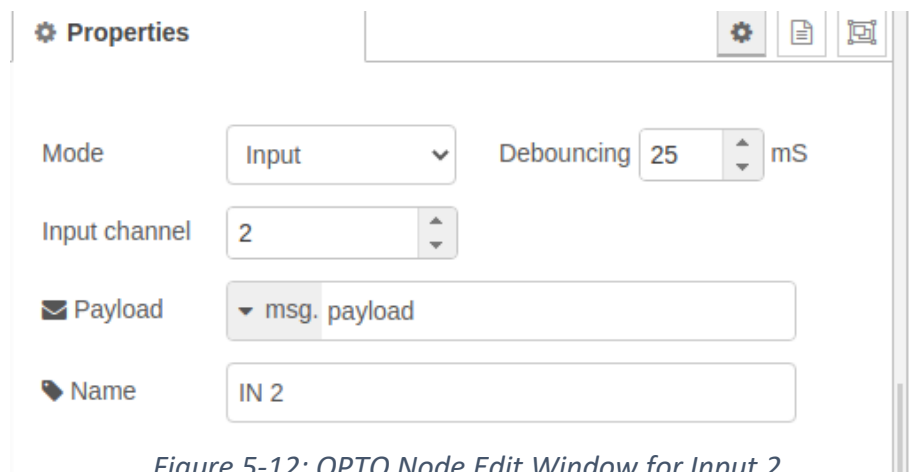 Properties
Mode Input Debouncing 25 mS
Input channel 2
Payload msg. payload
Name IN 2
Figure 5-12: OPTO Node Edit Window for Input 2